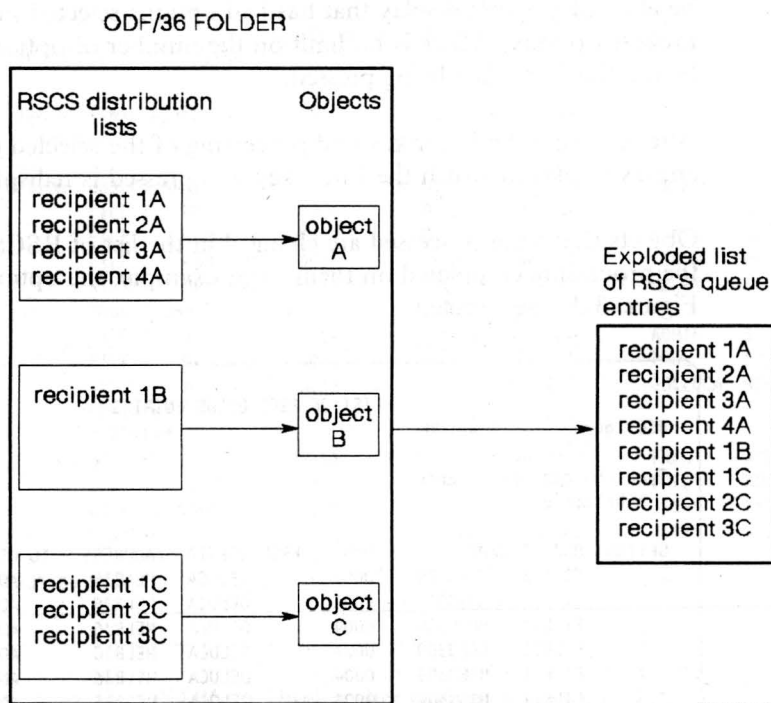 ODF/36 FOLDER
RSCS distribution
lists
Objects
recipient 1A
recipient 2A
recipient 3A
recipient 4A
object
A
recipient 1B
object
B
recipient 1C
recipient 2C
recipient 3C
object
C
Exploded list
of RSCS queue
entries
recipient 1A
recipient 2A
recipient 3A
recipient 4A
recipient 1B
recipient 1C
recipient 2C
recipient 3C